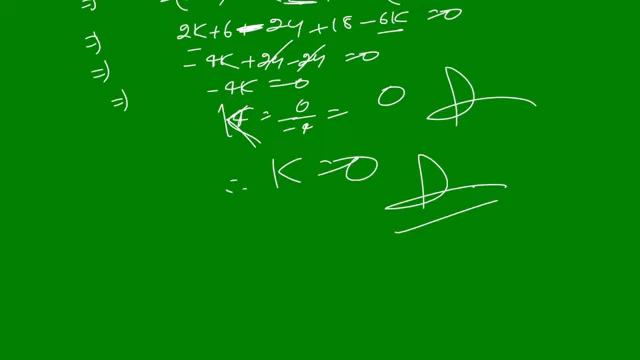 => 2K+6-24+18-6K=0
=> -4K+24-24=0
=> -4K=0
K = 0/-4 = 0 D
∴ K=0 D